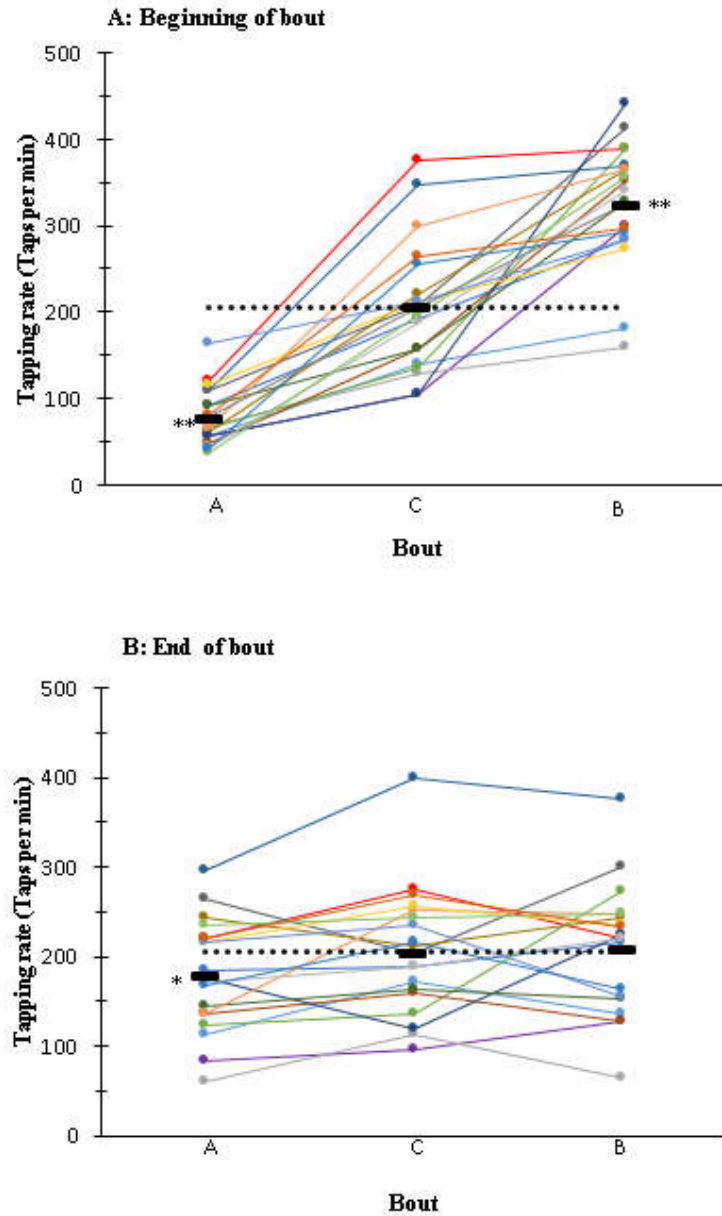 A: Beginning of bout
500
400
300
200
100
0
Tapping rate (Taps per min)
**
**
A C B
Bout
B: End of bout
500
400
300
200
100
0
Tapping rate (Taps per min)
*
A C B
Bout